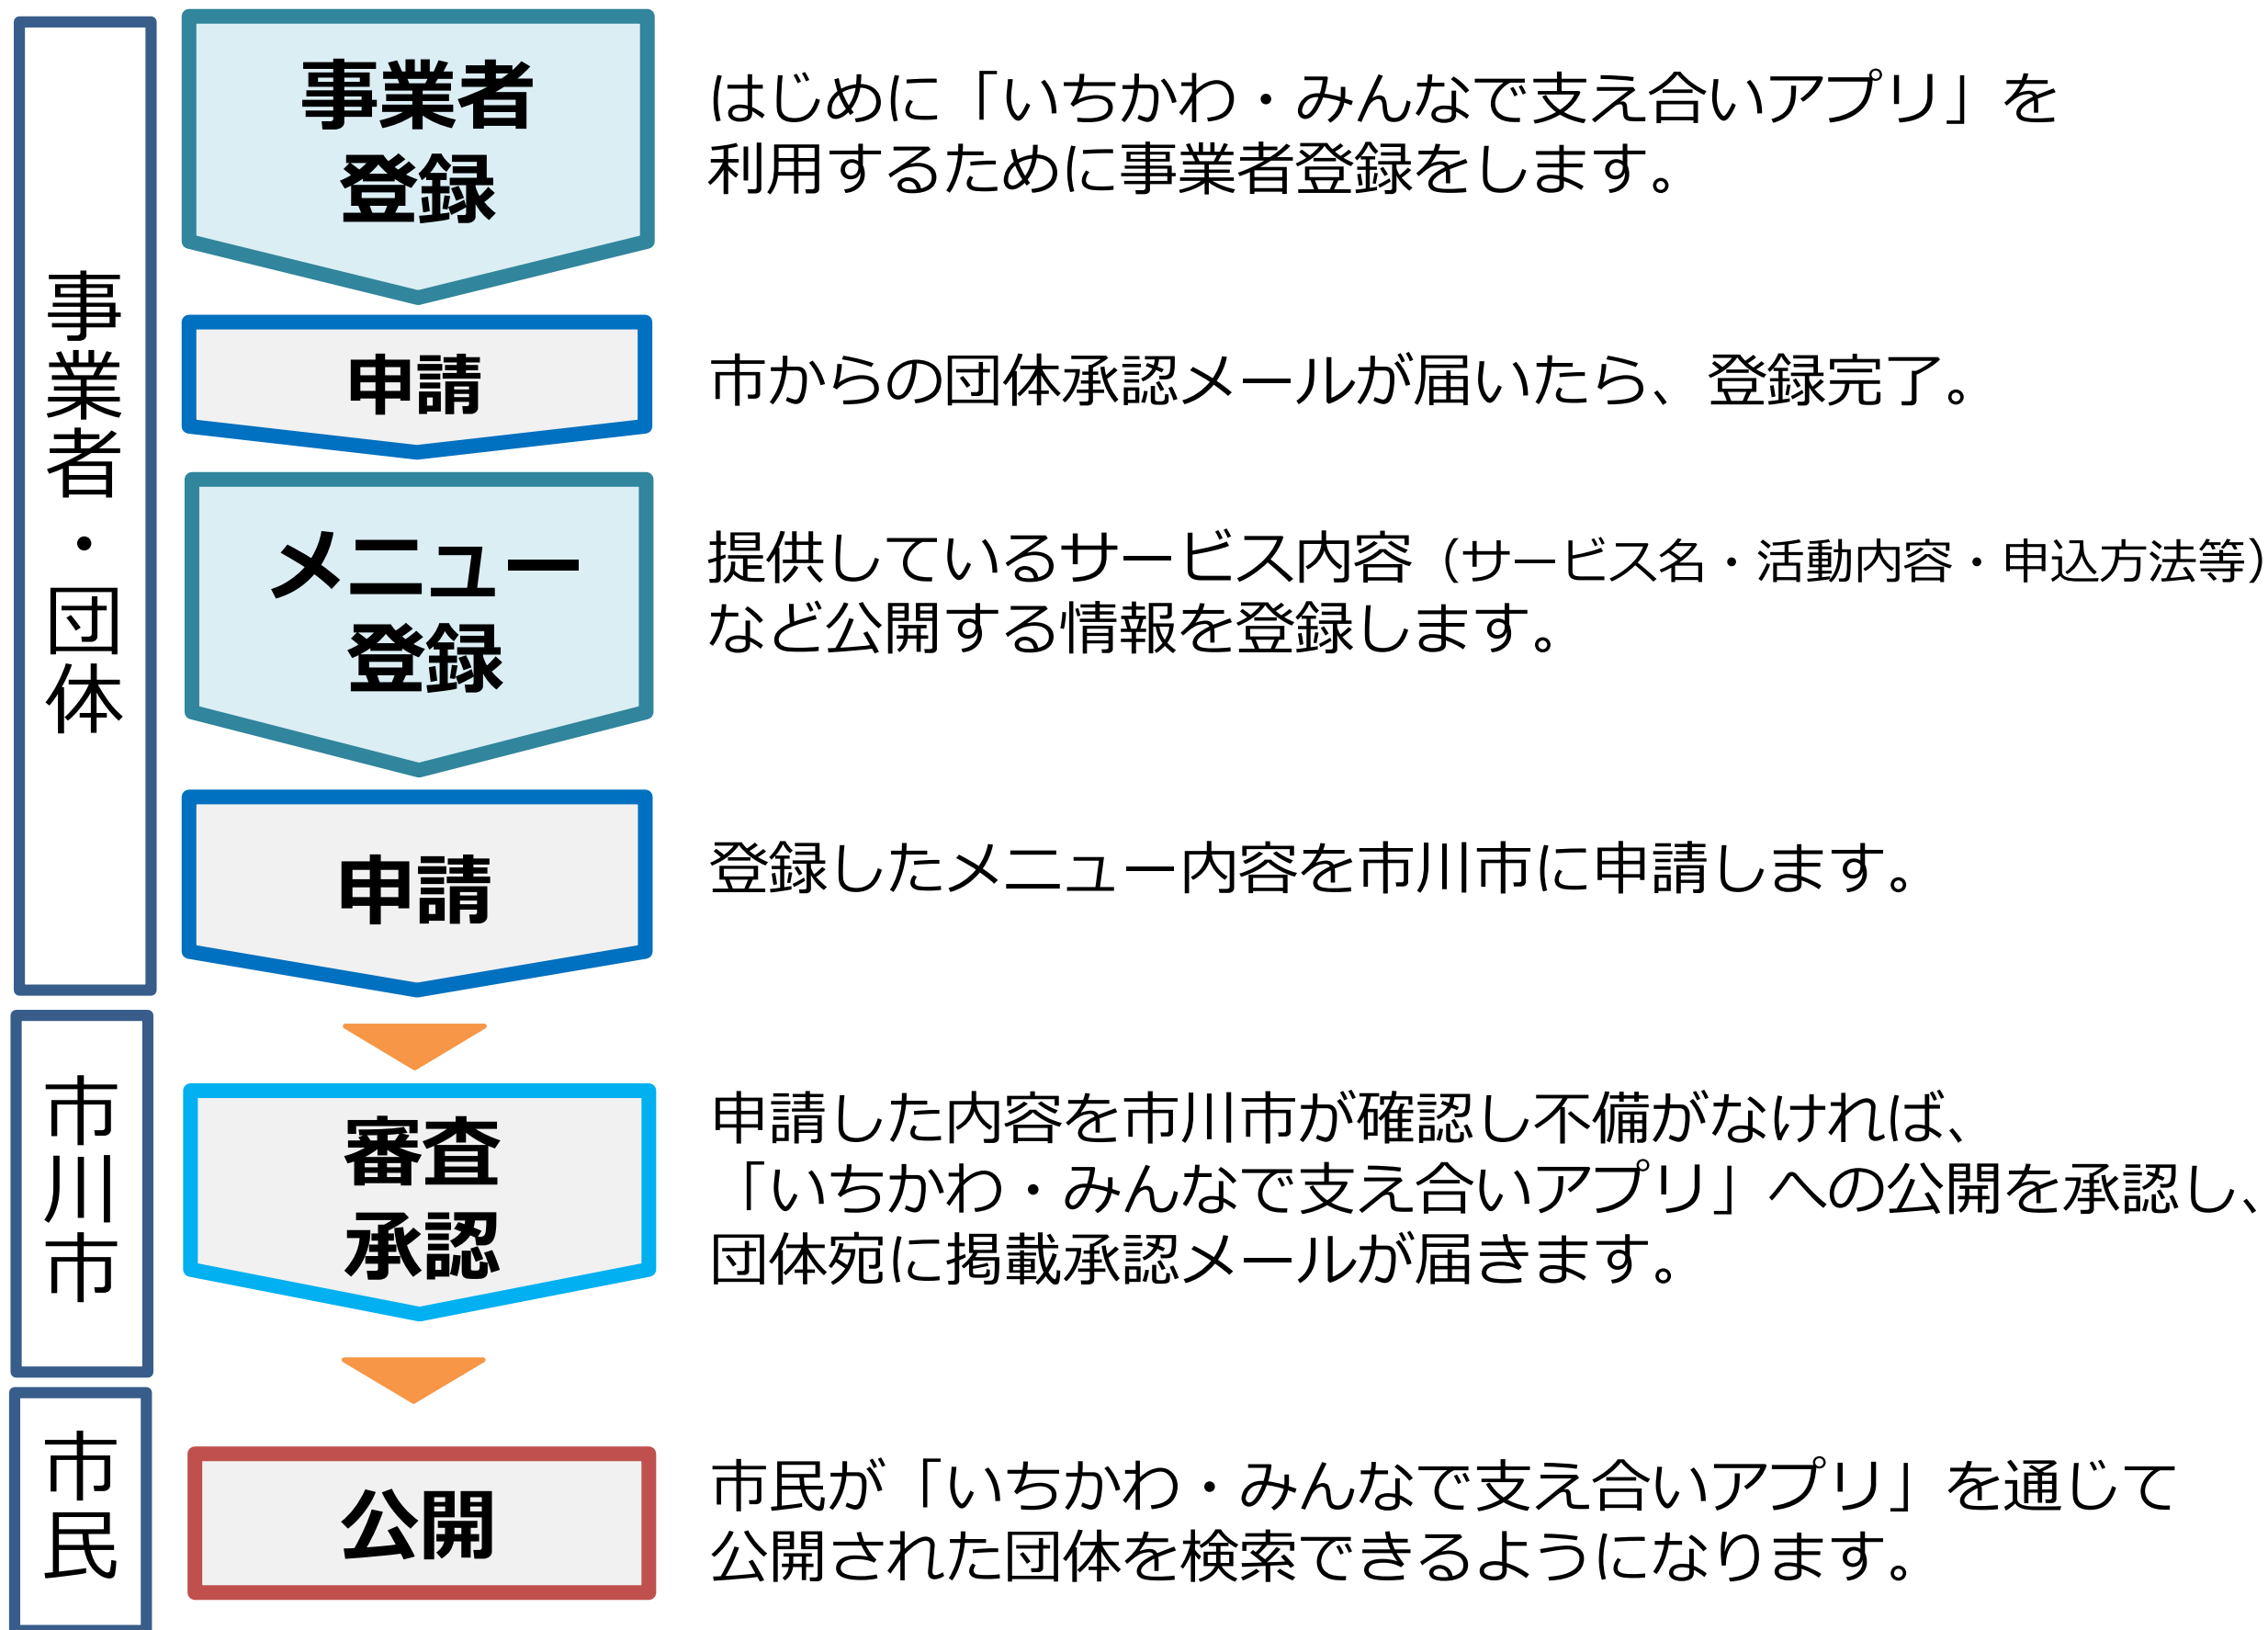 事業者・団体
事業者
登録
はじめに「いちかわ・みんなで支え合いアプリ」を
利用するために事業者登録をします。
申請
市からの団体承認メールが届いたら、登録完了。
メニュー
登録
提供しているサービス内容（サービス名・活動内容・申込方法等）
など公開する情報を登録します。
申請
登録したメニュー内容を市川市に申請します。
市川市
審査
承認
申請した内容を市川市が確認し不備がなければ、
「いちかわ・みんなで支え合いアプリ」への公開を承認し、
団体に掲載承認メールが届きます。
市民
公開
市民が「いちかわ・みんなで支え合いアプリ」を通じて
公開された団体を検索できるようになります。